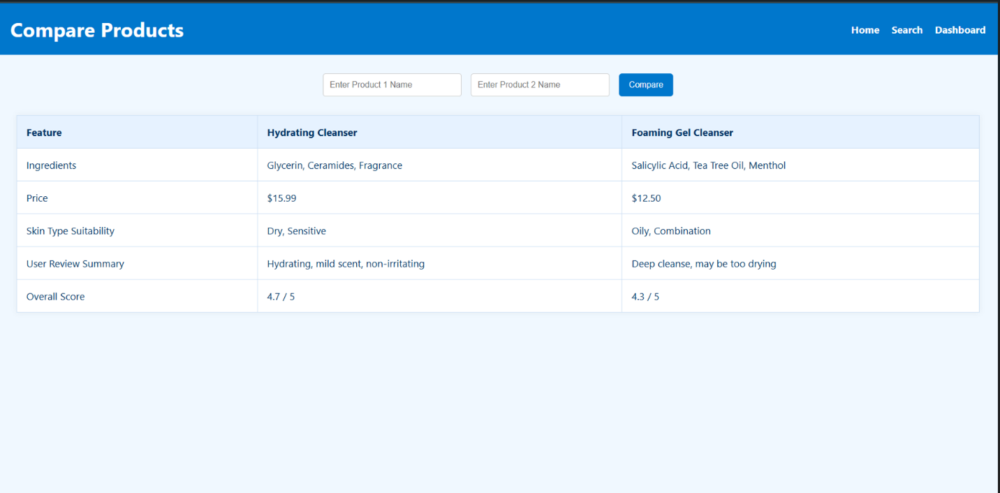 Compare Products
Home Search Dashboard
Enter Product 1 Name Enter Product 2 Name Compare
Feature Hydrating Cleanser Foaming Gel Cleanser
Ingredients Glycerin, Ceramides, Fragrance Salicylic Acid, Tea Tree Oil, Menthol
Price $15.99 $12.50
Skin Type Suitability Dry, Sensitive Oily, Combination
User Review Summary Hydrating, mild scent, non-irritating Deep cleanse, may be too drying
Overall Score 4.7 / 5 4.3 / 5